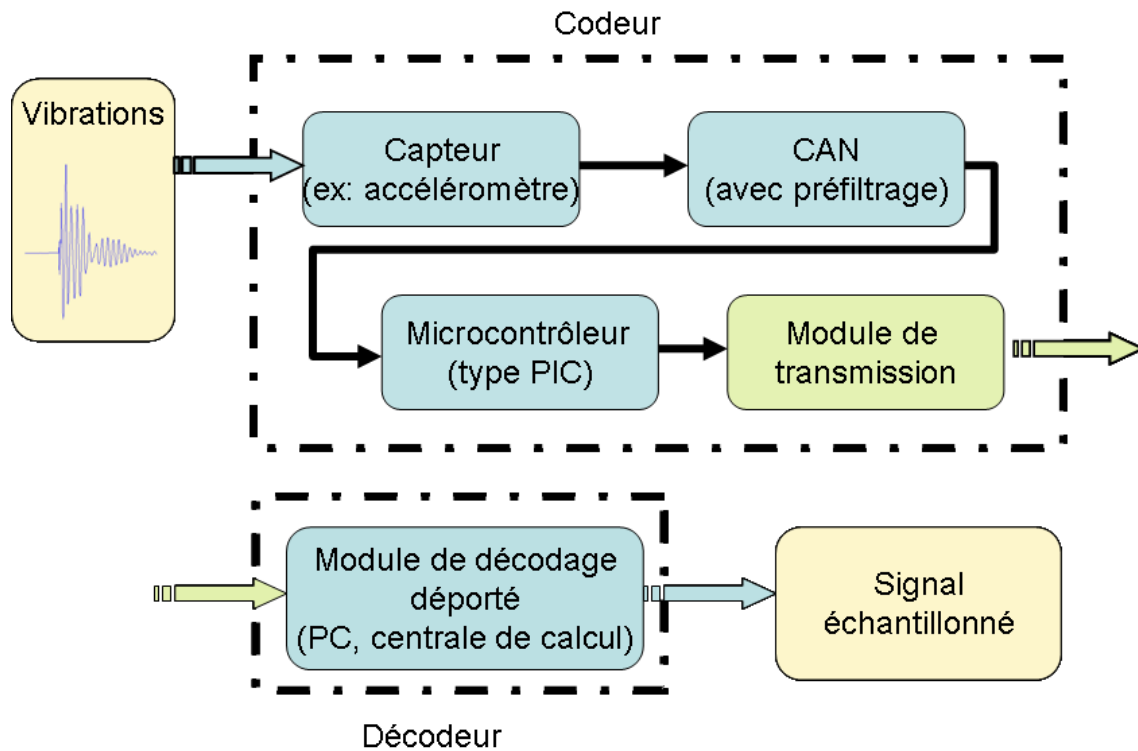 Codeur
Vibrations
Capteur
(ex: accéléromètre)
CAN
(avec préfiltrage)
Microcontrôleur
(type PIC)
Module de
transmission
Module de décodage
déporté
(PC, centrale de calcul)
Signal
échantillonné
Décodeur